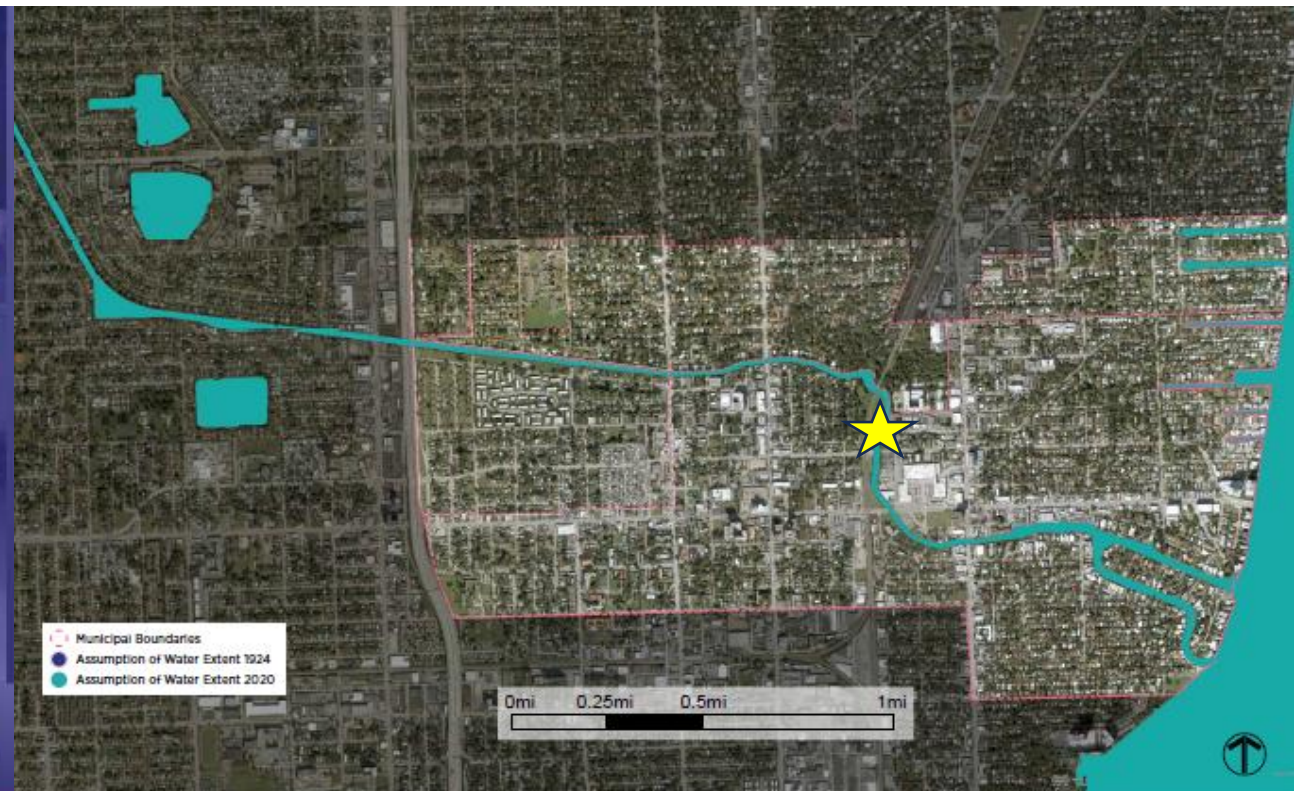 Municipal Boundaries
Assumption of Water Extent 1924
Assumption of Water Extent 2020
0mi 0.25mi 0.5mi 1mi